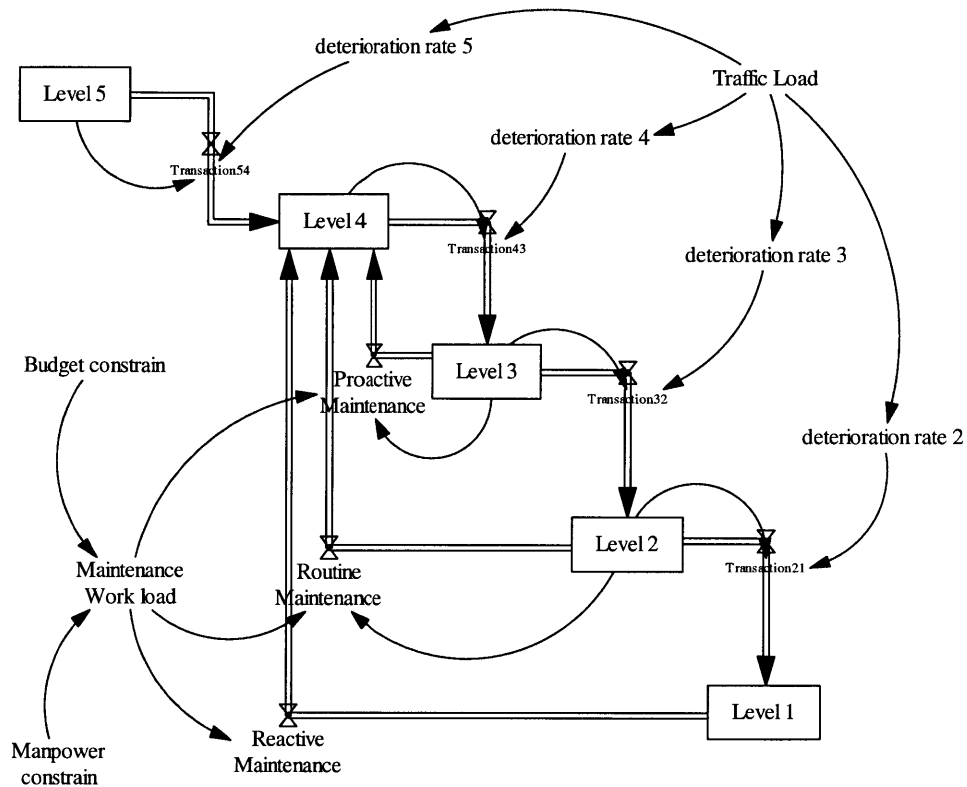 deterioration rate 5
Traffic Load
Level 5
deterioration rate 4
Transaction54
Level 4
Transaction43
deterioration rate 3
Budget constrain
Proactive
Maintenance
Level 3
Transaction32
deterioration rate 2
Maintenance
Work load
Routine
Maintenance
Level 2
Transaction21
Level 1
Manpower
constrain
Reactive
Maintenance